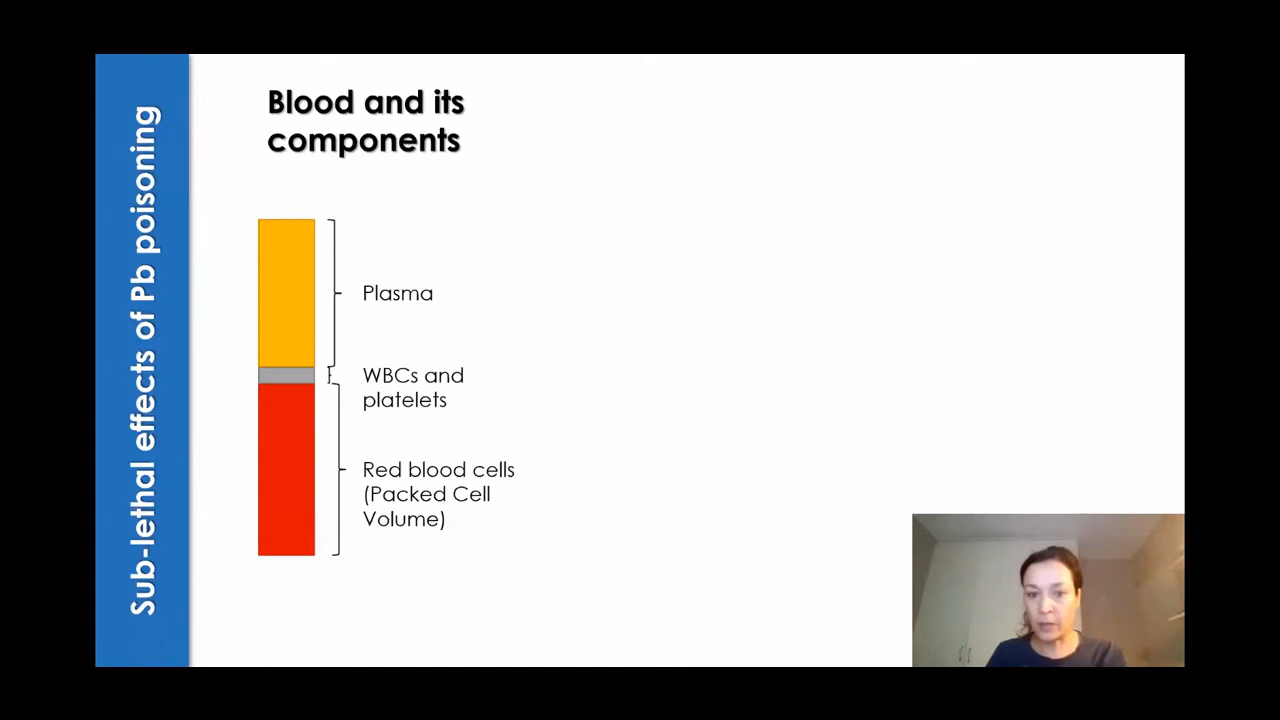 Sub-lethal effects of Pb poisoning
Blood and its
components
Plasma
WBCs and
platelets
Red blood cells
(Packed Cell
Volume)